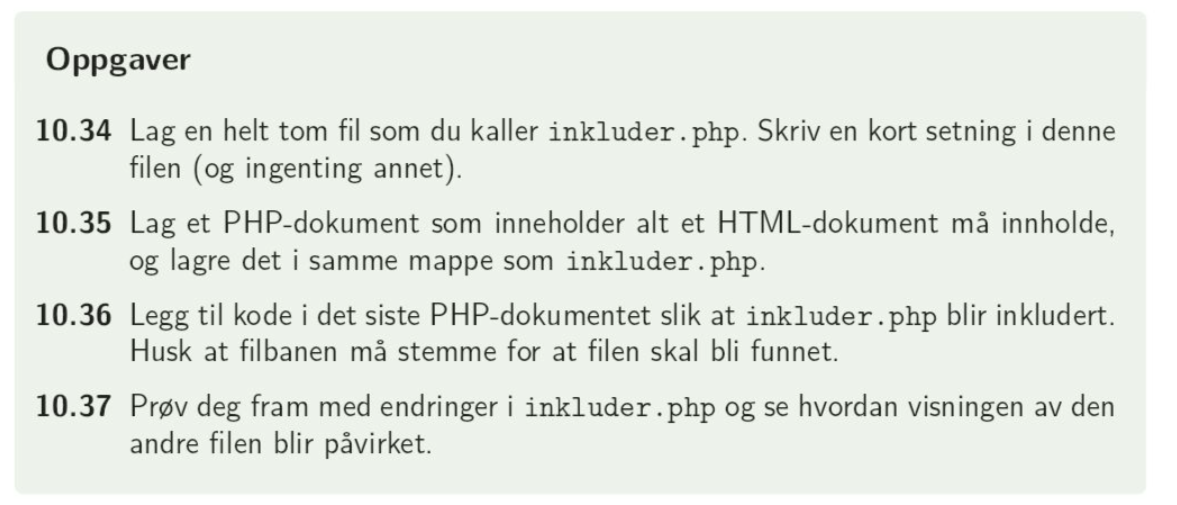 Oppgaver
10.34 Lag en helt tom fil som du kaller inkluder.php. Skriv en kort setning i denne
filen (og ingenting annet).
10.35 Lag et PHP-dokument som inneholder alt et HTML-dokument må innholde,
og lagre det i samme mappe som inkluder.php.
10.36 Legg til kode i det siste PHP-dokumentet slik at inkluder.php blir inkludert.
Husk at filbanen må stemme for at filen skal bli funnet.
10.37 Prøv deg fram med endringer i inkluder.php og se hvordan visningen av den
andre filen blir påvirket.